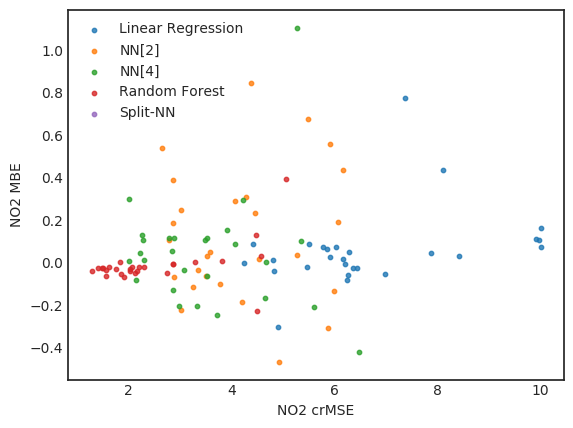 Linear Regression
NN[2]
NN[4]
Random Forest
Split-NN
1.0
0.8
0.6
0.4
0.2
0.0
−0.2
−0.4
NO2 MBE
2 4 6 8 10
NO2 crMSE